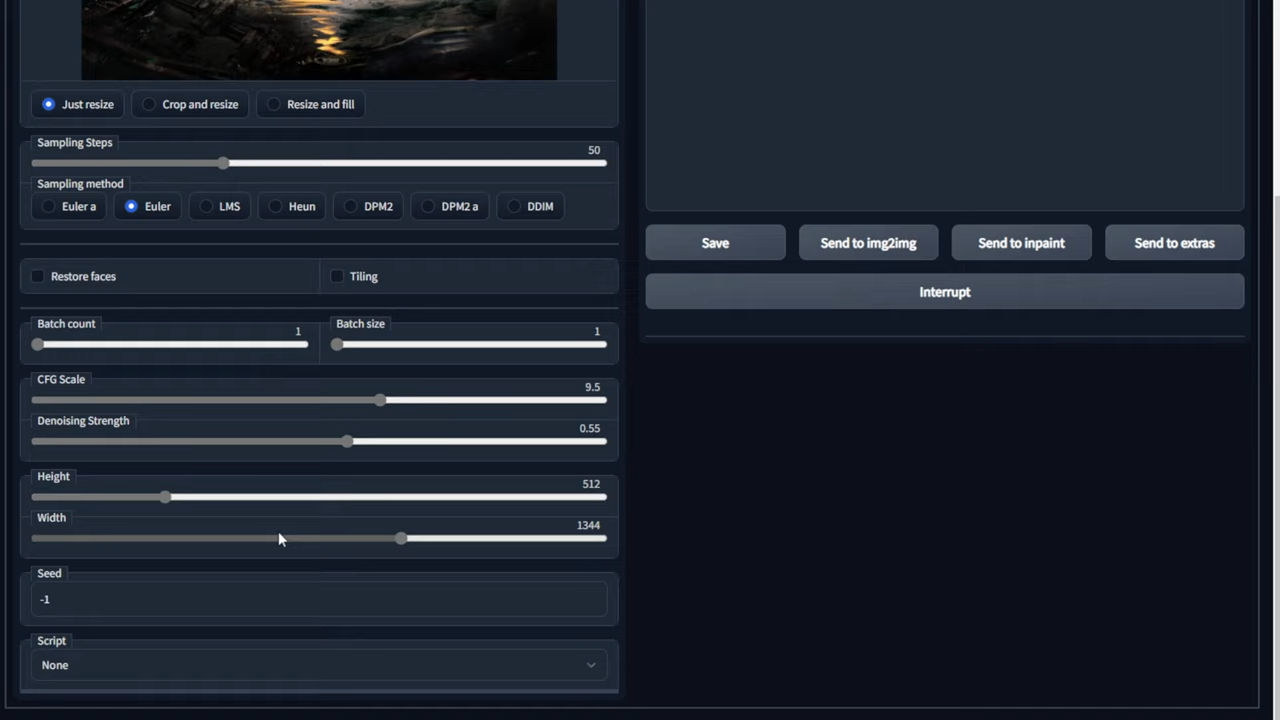 Just resize Crop and resize Resize and fill
Sampling Steps
50
Sampling method
Euler a Euler LMS Heun DPM2 DPM2 a DDIM
Restore faces Tiling
Batch count
1
Batch size
1
CFG Scale
9.5
Denoising Strength
0.55
Height
512
Width
1344
Seed
-1
Script
None
Save Send to img2img Send to inpaint Send to extras
Interrupt